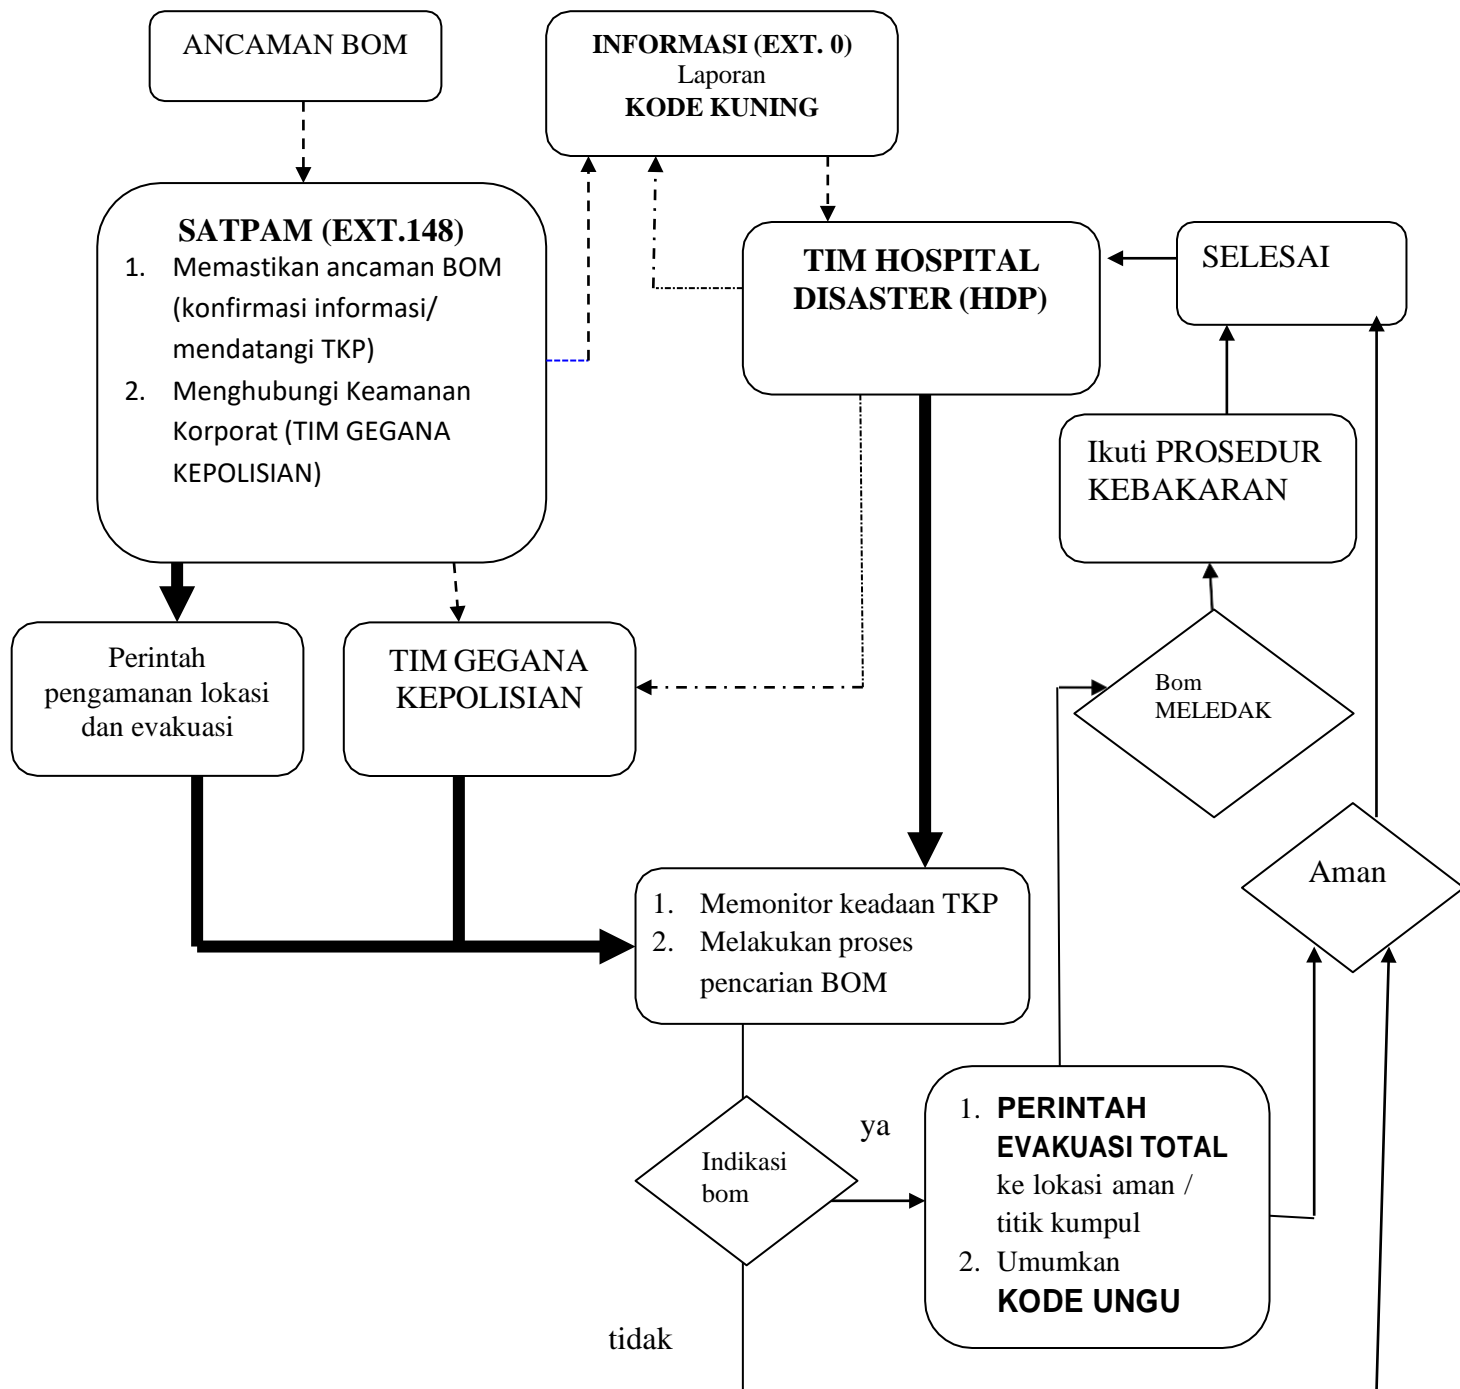 ANCAMAN BOM
INFORMASI (EXT. 0)
Laporan
KODE KUNING
SATPAM (EXT.148)
1. Memastikan ancaman BOM
(konfirmasi informasi/
mendatangi TKP)
2. Menghubungi Keamanan
Korporat (TIM GEGANA
KEPOLISIAN)
TIM HOSPITAL
DISASTER (HDP)
SELESAI
Ikuti PROSEDUR
KEBAKARAN
Perintah
pengamanan lokasi
dan evakuasi
TIM GEGANA
KEPOLISIAN
Bom
MELEDAK
Aman
1. Memonitor keadaan TKP
2. Melakukan proses
pencarian BOM
Indikasi
bom
ya
1. PERINTAH
EVAKUASI TOTAL
ke lokasi aman /
titik kumpul
2. Umumkan
KODE UNGU
tidak